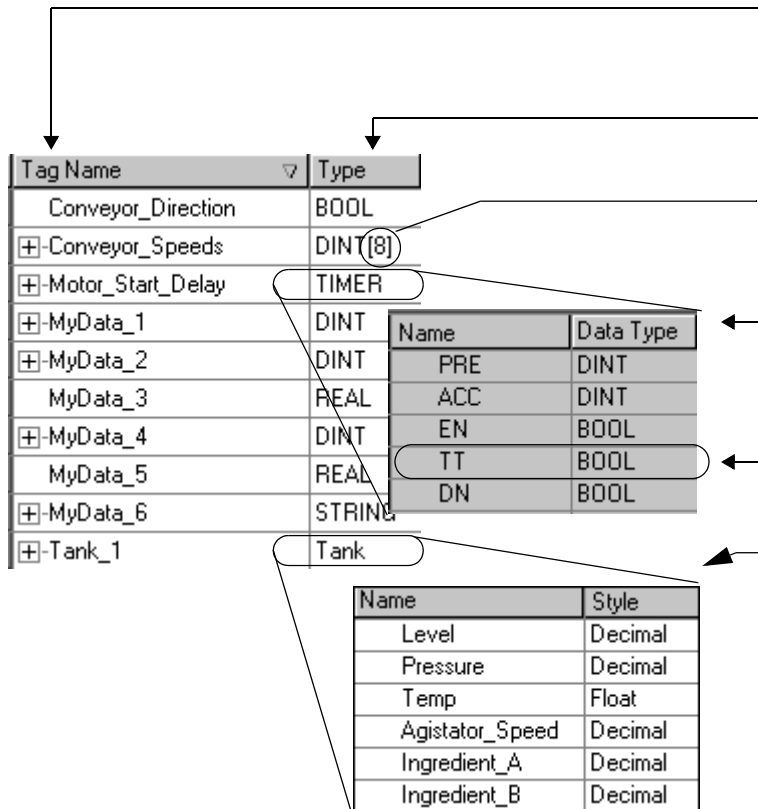 Tag Name Type
Conveyor_Direction BOOL
Conveyor_Speeds DINT[8]
Motor_Start_Delay TIMER
MyData_1 DINT
MyData_2 DINT
MyData_3 REAL
MyData_4 DINT
MyData_5 REAL
MyData_6 STRING
Tank_1 Tank
Name Data Type
PRE DINT
ACC DINT
EN BOOL
TT BOOL
DN BOOL
Name Style
Level Decimal
Pressure Decimal
Temp Float
Agistator_Speed Decimal
Ingredient_A Decimal
Ingredient_B Decimal